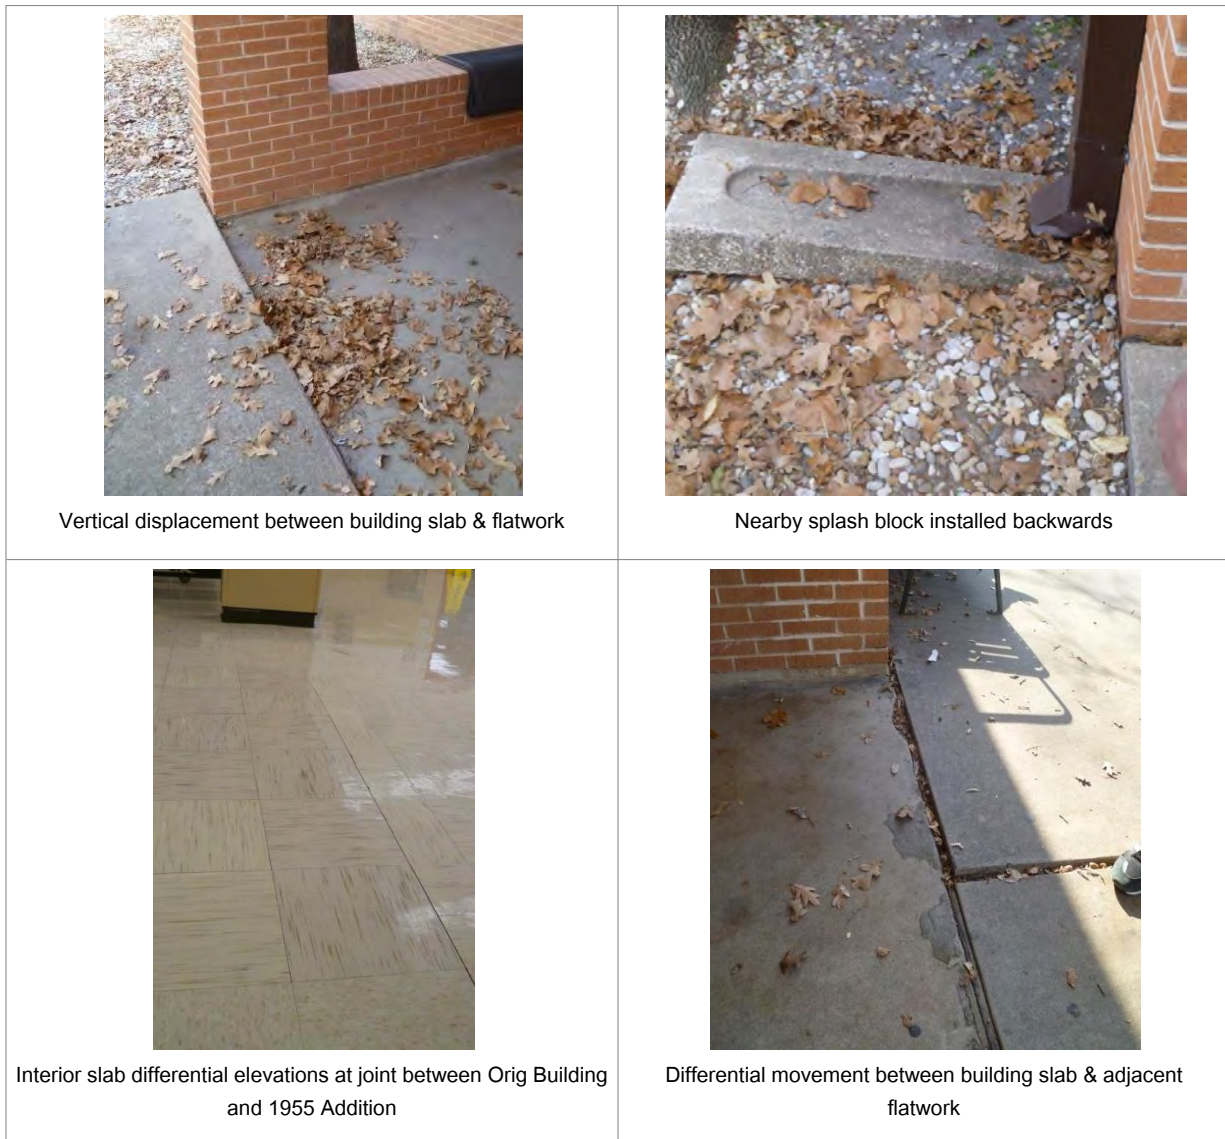 Vertical displacement between building slab & flatwork
Nearby splash block installed backwards
Interior slab differential elevations at joint between Orig Building
and 1955 Addition
Differential movement between building slab & adjacent
flatwork